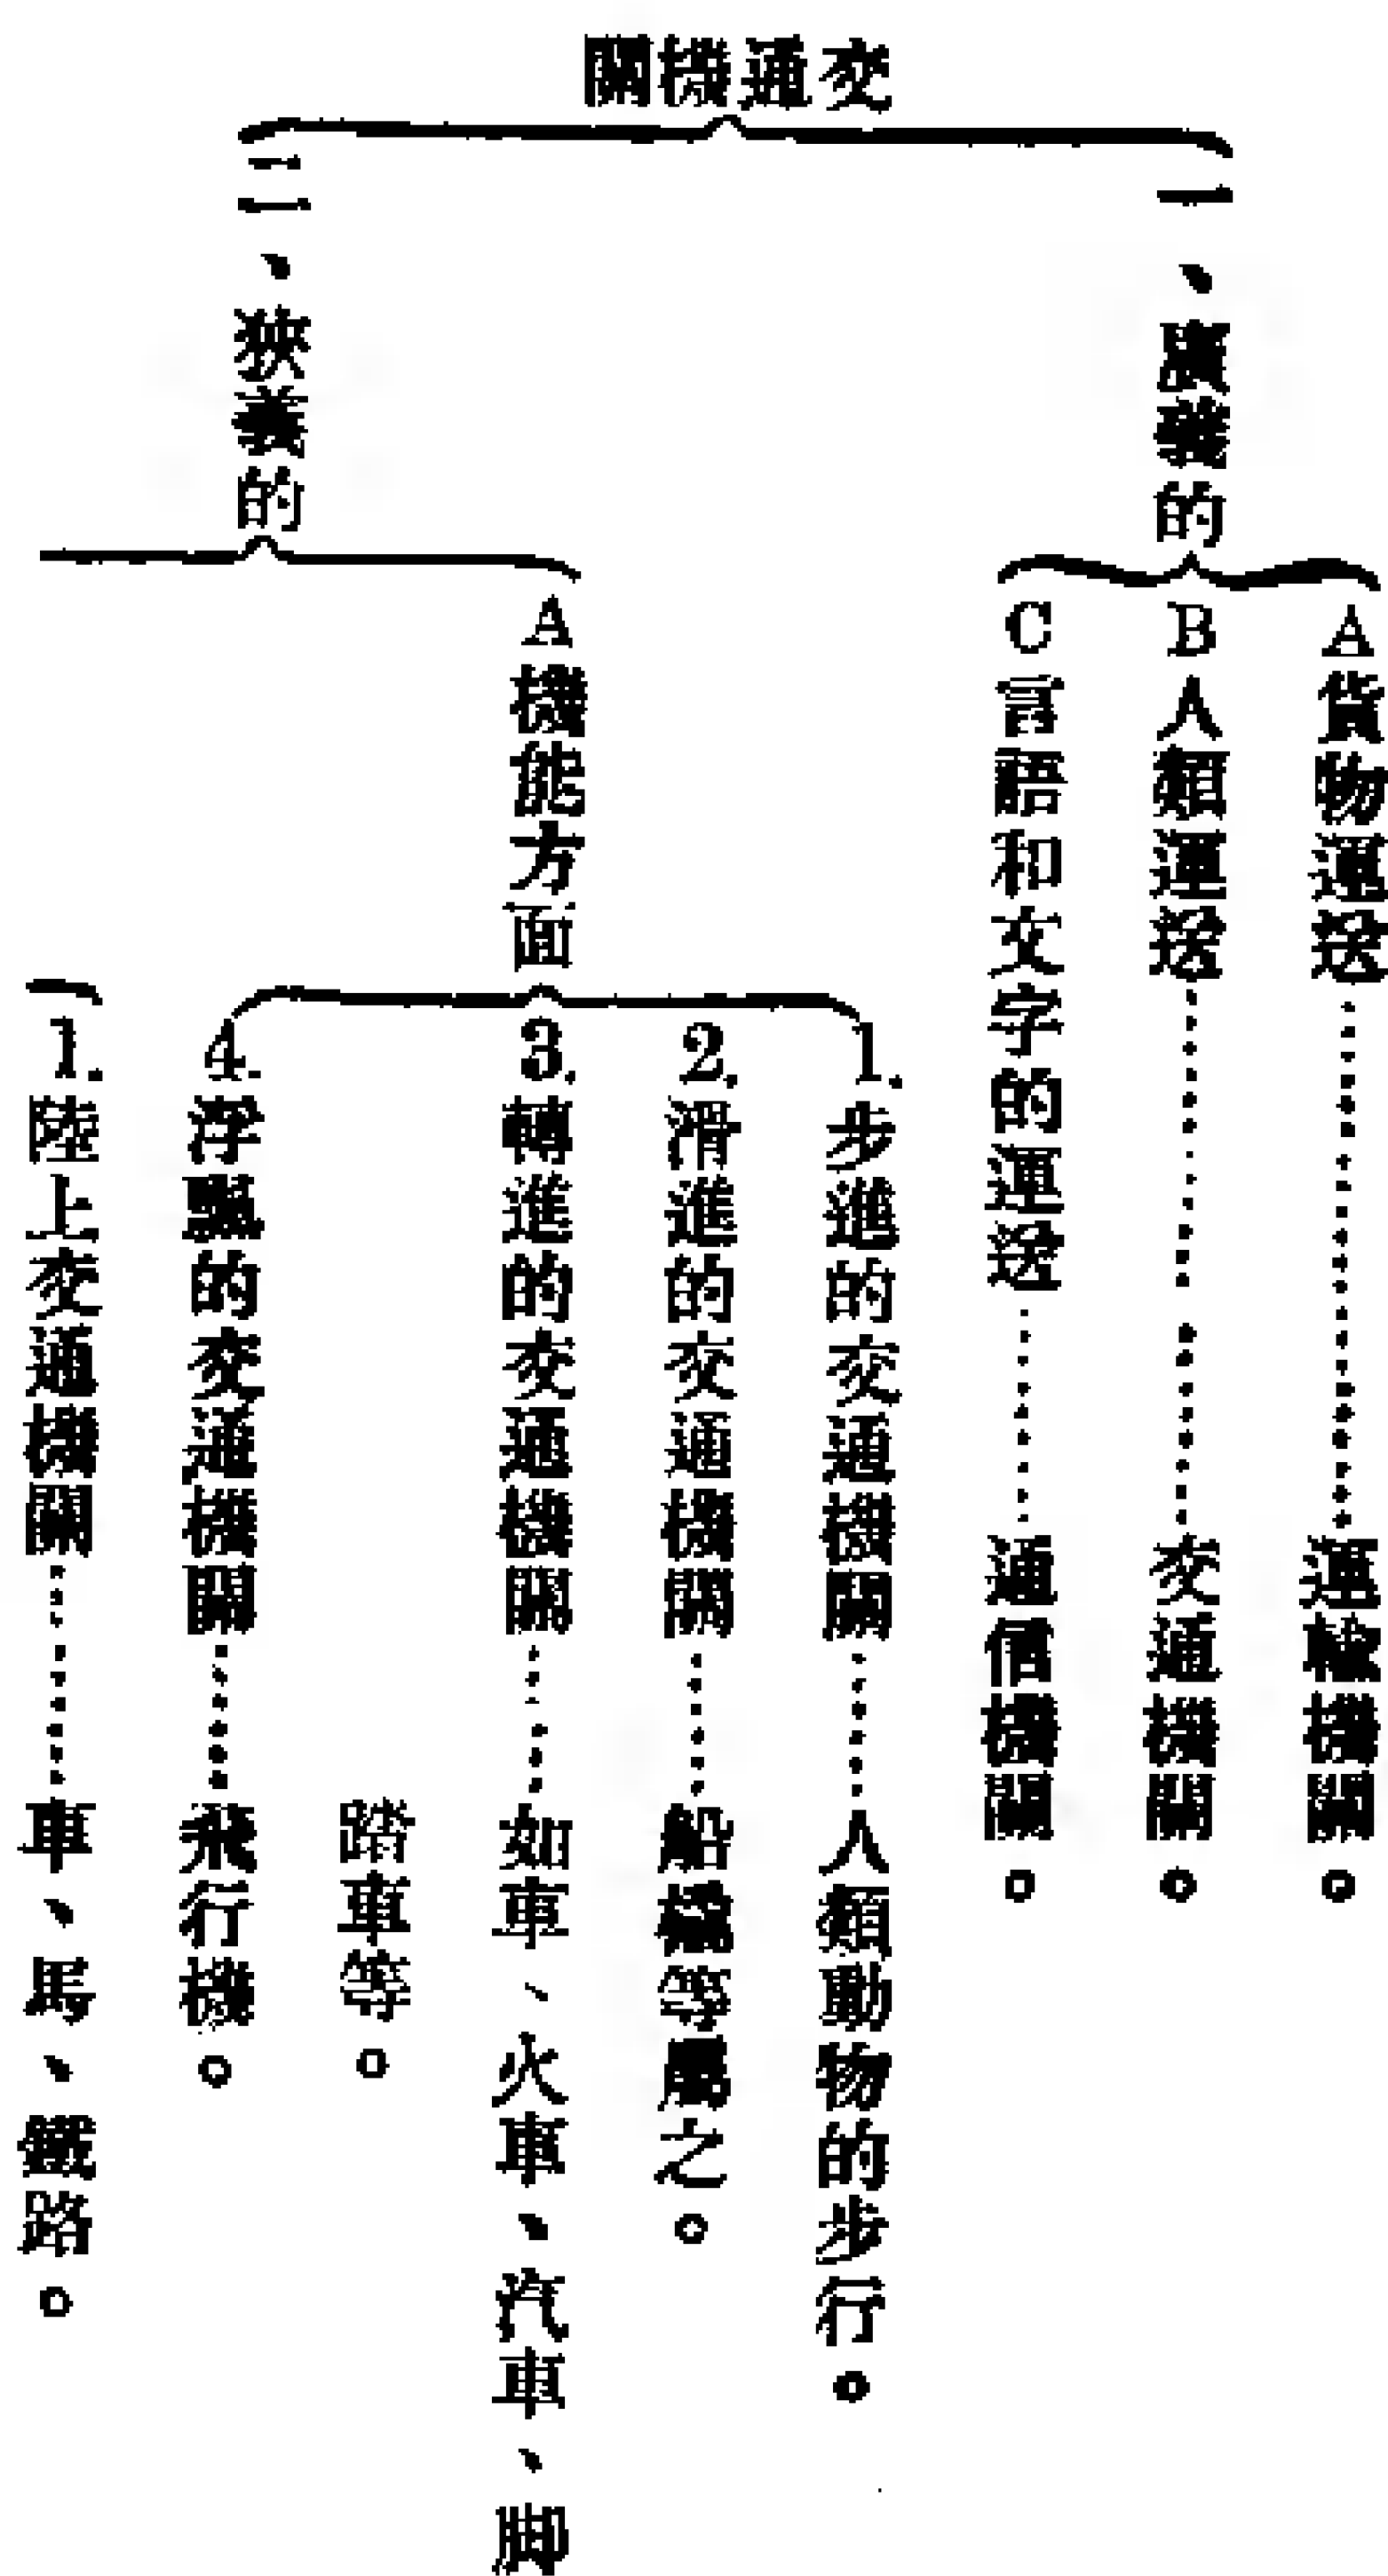 交通機關
一、廣義的
A貨物運送……………運輸機關。
B人類運送……………交通機關。
C言語和文字的運送………通信機關。
二、狹義的
A機能方面
1.步進的交通機關……人類動物的步行。
2.滑進的交通機關……船橇等屬之。
3.轉進的交通機關……如車、火車、汽車、脚
踏車等。
4.浮飄的交通機關……飛行機。
1.陸上交通機關………車、馬、鐵路。